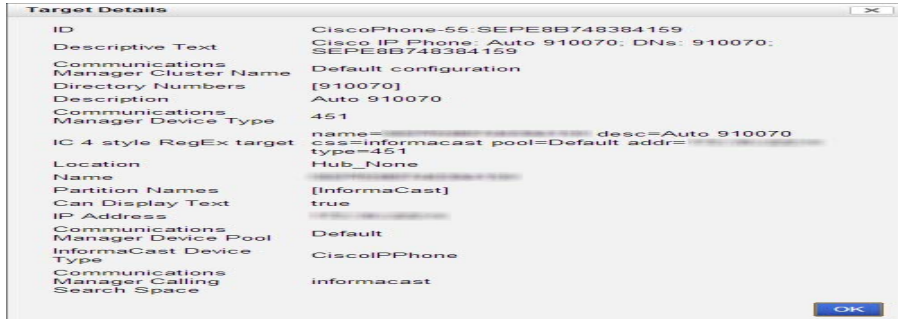 Target Details
ID CiscoPhone-55:SEPE8B748384159
Descriptive Text Cisco IP Phone: Auto 910070; DNs: 910070;
SEPE8B748384159
Communications
Manager Cluster Name Default configuration
Directory Numbers [910070]
Description Auto 910070
Communications
Manager Device Type 451
name= desc=Auto 910070
IC 4 style RegEx target css=informacast pool=Default addr=
type=451
Location Hub_None
Name
Partition Names [InformaCast]
Can Display Text true
IP Address
Communications
Manager Device Pool Default
InformaCast Device
Type CiscoIPPhone
Communications
Manager Calling
Search Space informacast
OK